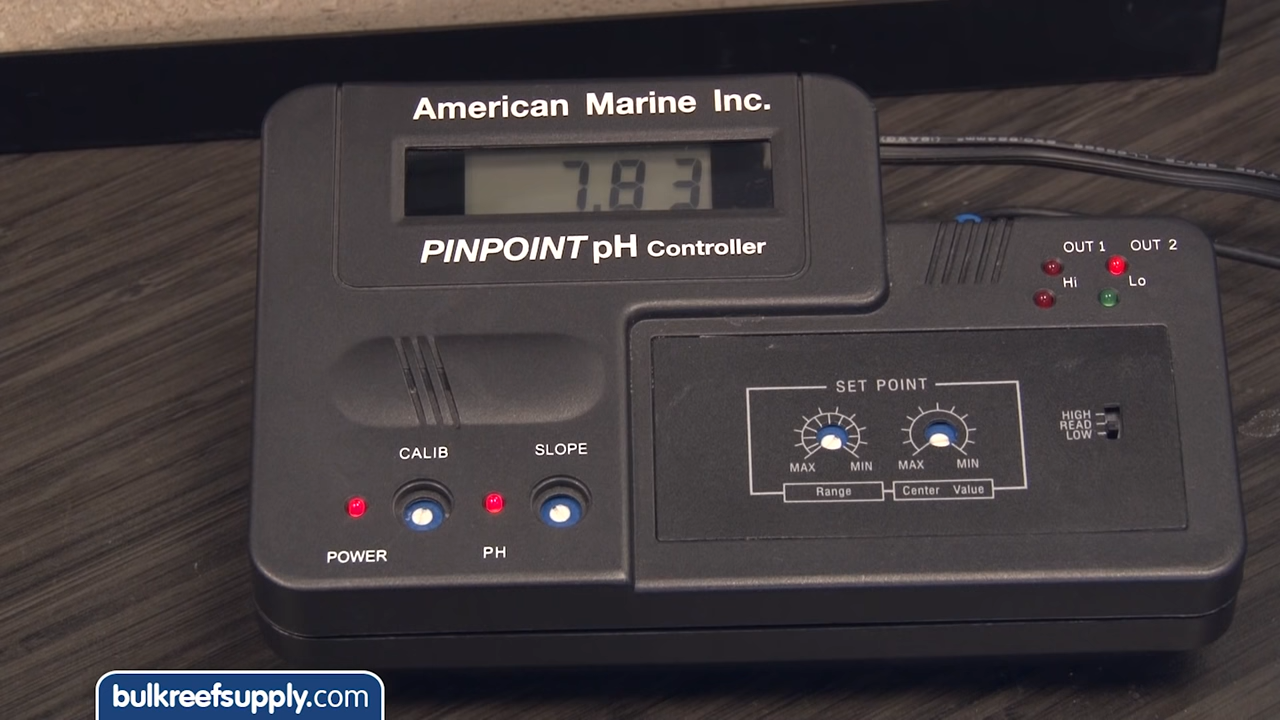 American Marine Inc.
7.83
PINPOINT pH Controller
OUT 1 OUT 2
Hi Lo
SET POINT
MAX MIN MAX MIN
Range Center Value
HIGH
READ
LOW
CALIB SLOPE
POWER PH
bulkreefsupply.com